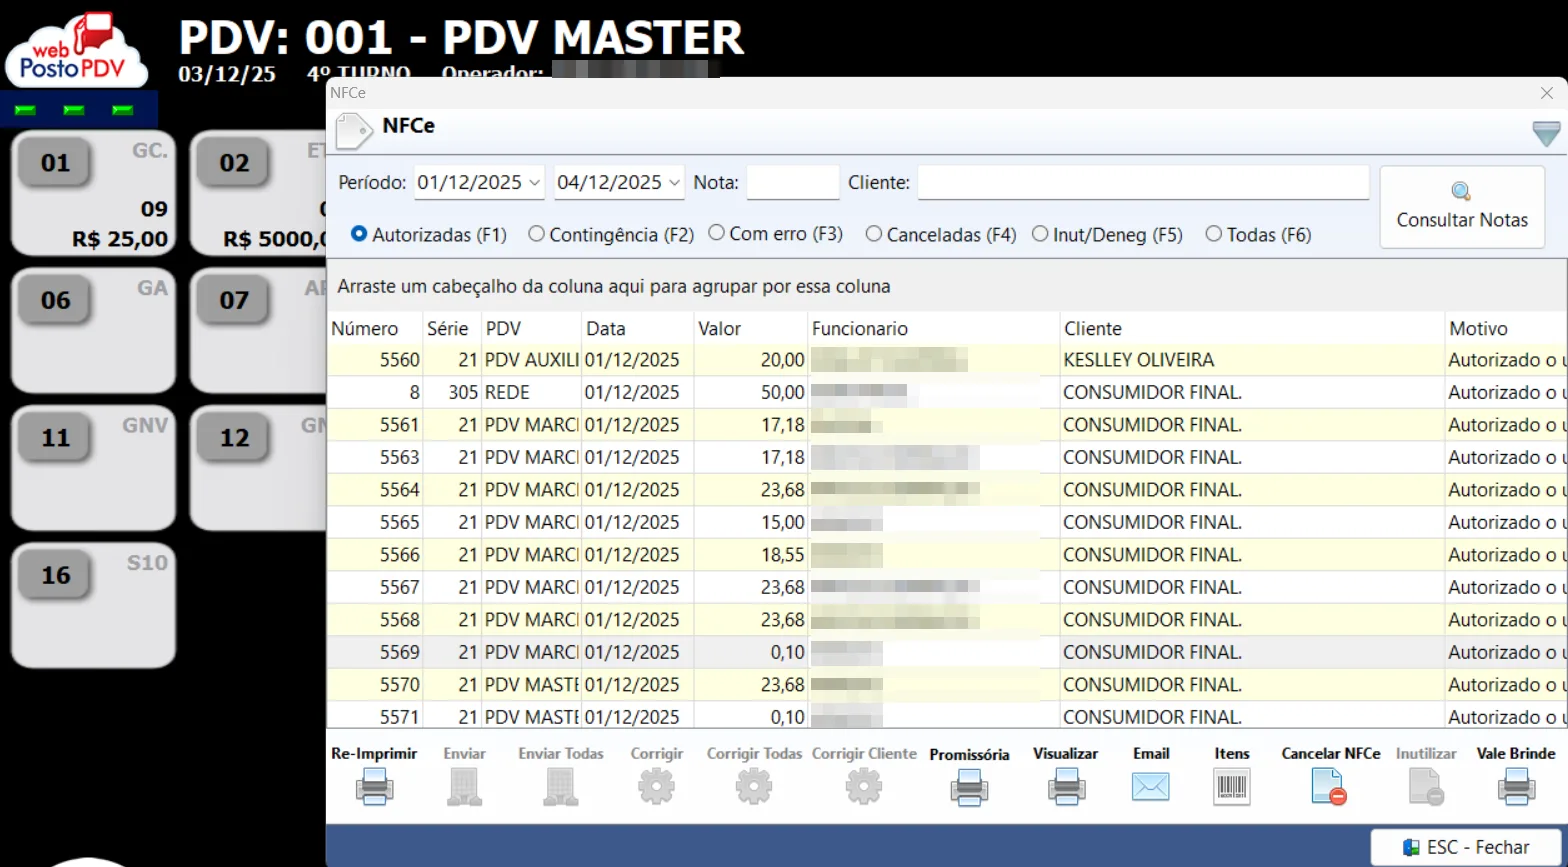 web
PostoPDV
PDV: 001 - PDV MASTER
03/12/25 4º TURNO Operador:
01 GC.
09
R$ 25,00
02
R$ 5000,0
06 GA
07
11 GNV
12
16 S10
NFCe
NFCe
Período: 01/12/2025 04/12/2025 Nota: Cliente:
Consultar Notas
Autorizadas (F1) Contingência (F2) Com erro (F3) Canceladas (F4) Inut/Deneg (F5) Todas (F6)
Arraste um cabeçalho da coluna aqui para agrupar por essa coluna
Número Série PDV Data Valor Funcionario Cliente Motivo
5560 21 PDV AUXILI 01/12/2025 20,00 KESLLEY OLIVEIRA Autorizado o u
8 305 REDE 01/12/2025 50,00 CONSUMIDOR FINAL. Autorizado o u
5561 21 PDV MARC 01/12/2025 17,18 CONSUMIDOR FINAL. Autorizado o u
5563 21 PDV MARC 01/12/2025 17,18 CONSUMIDOR FINAL. Autorizado o u
5564 21 PDV MARC 01/12/2025 23,68 CONSUMIDOR FINAL. Autorizado o u
5565 21 PDV MARC 01/12/2025 15,00 CONSUMIDOR FINAL. Autorizado o u
5566 21 PDV MARC 01/12/2025 18,55 CONSUMIDOR FINAL. Autorizado o u
5567 21 PDV MARC 01/12/2025 23,68 CONSUMIDOR FINAL. Autorizado o u
5568 21 PDV MARC 01/12/2025 23,68 CONSUMIDOR FINAL. Autorizado o u
5569 21 PDV MARC 01/12/2025 0,10 CONSUMIDOR FINAL. Autorizado o u
5570 21 PDV MASTE 01/12/2025 23,68 CONSUMIDOR FINAL. Autorizado o u
5571 21 PDV MASTE 01/12/2025 0,10 CONSUMIDOR FINAL. Autorizado o u
Re-Imprimir Enviar Enviar Todas Corrigir Corrigir Todas Corrigir Cliente Promissória Visualizar Email Itens Cancelar NFCe Inutilizar Vale Brinde
ESC - Fechar